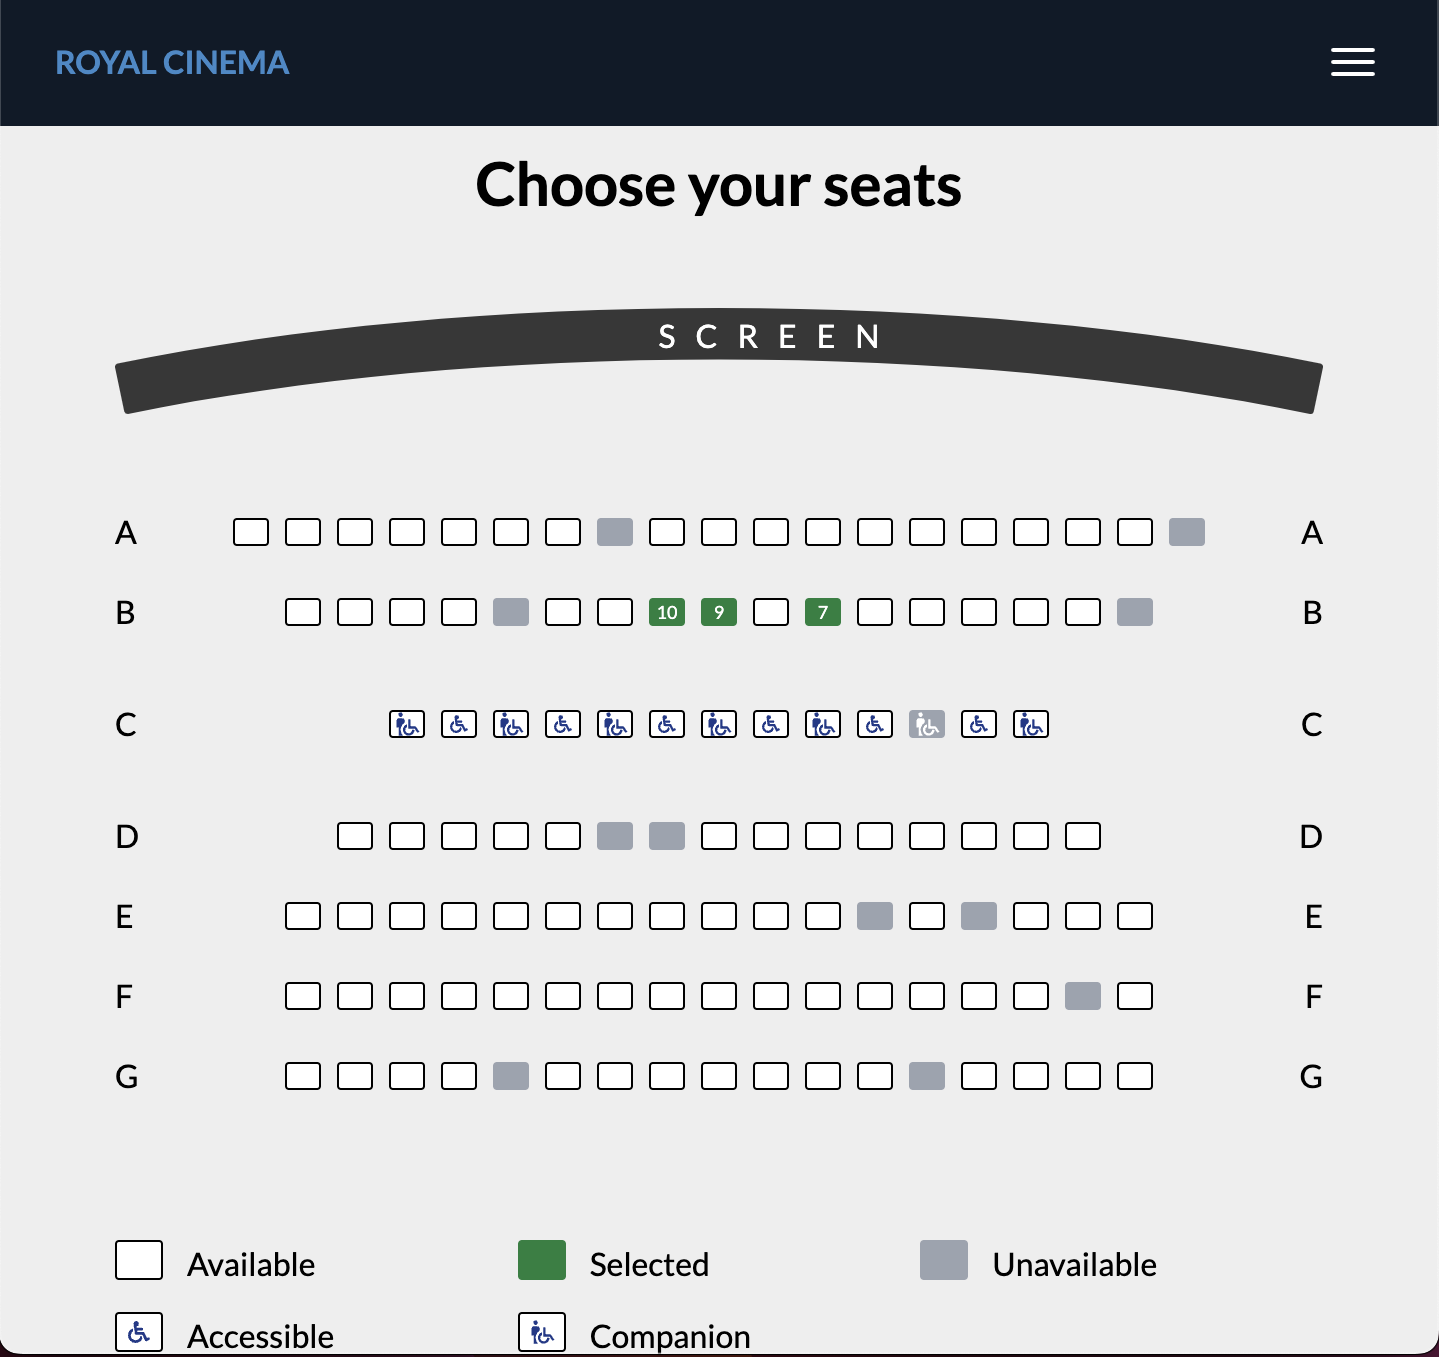 ROYAL CINEMA
Choose your seats
SCREEN
A A
B 10 9 7 B
C C
D D
E E
F F
G G
Available Selected Unavailable
Accessible Companion